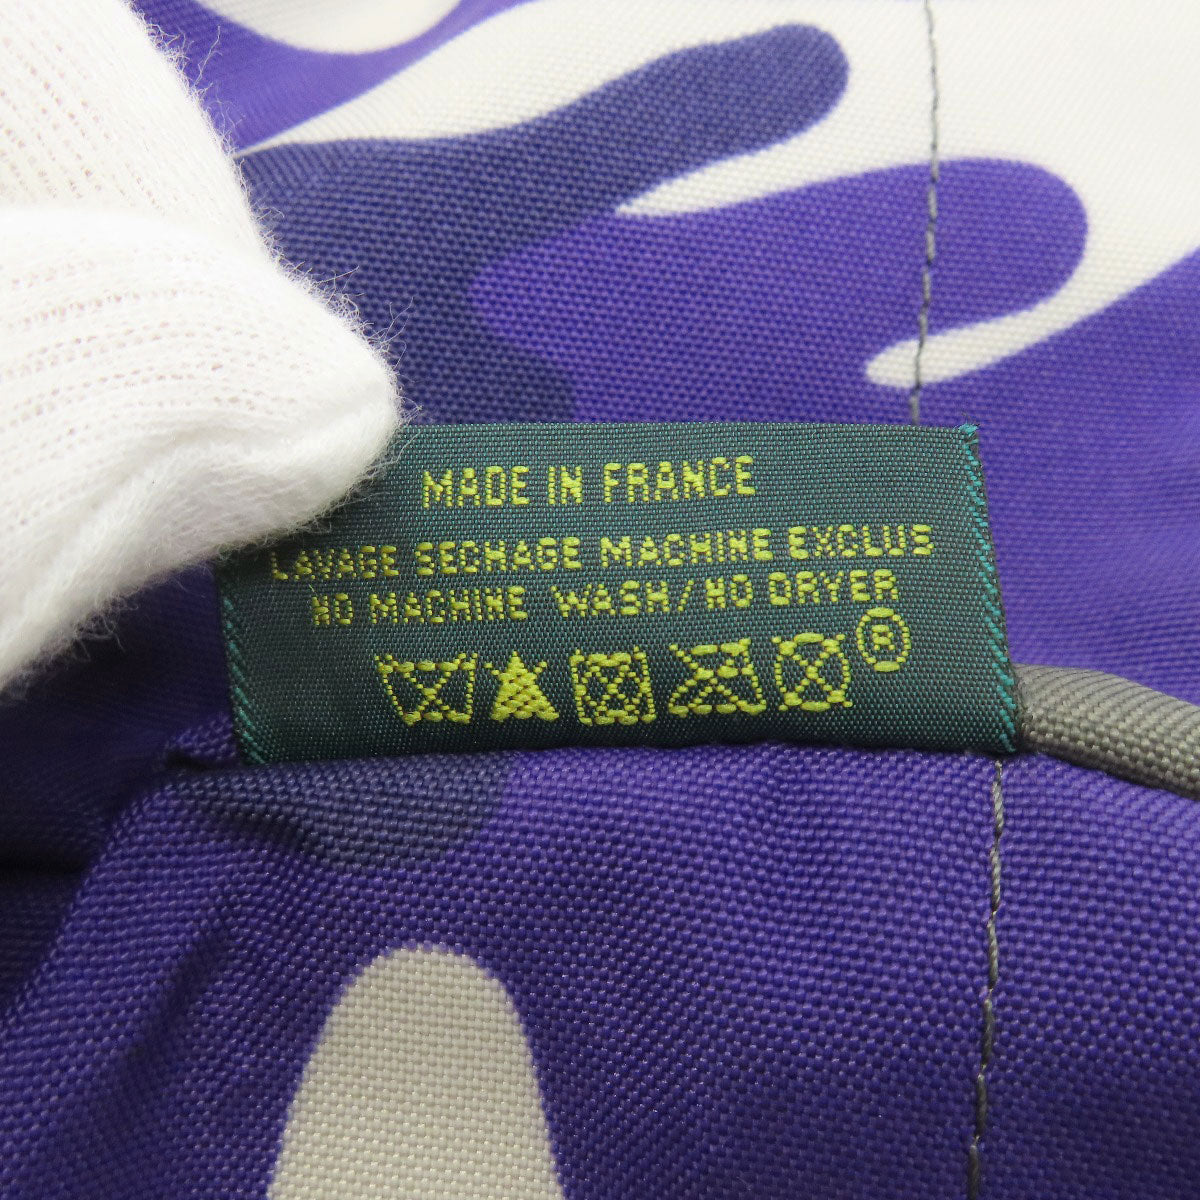 MADE IN FRANCE
LAVAGE SECHAGE MACHINE EXCLUS
NO MACHINE WASH/NO DRYER
®